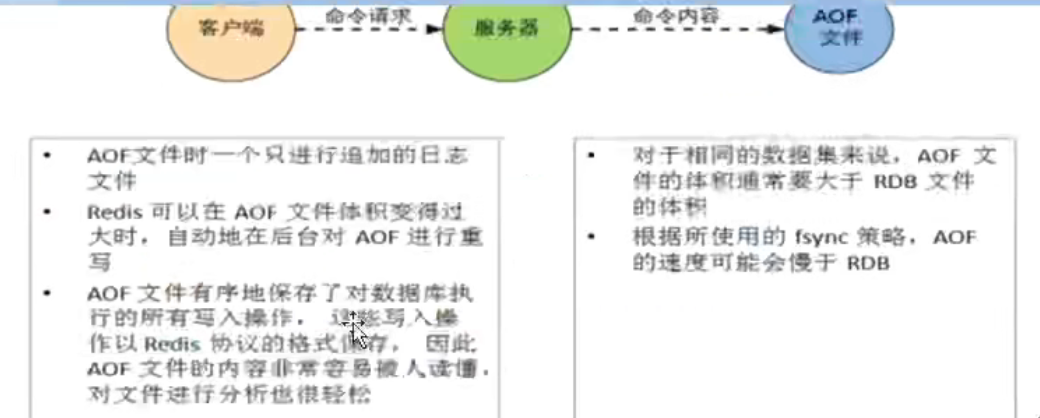 客户端
命令请求
服务器
命令内容
AOF
文件
• AOF文件时一个只进行追加的日志
文件
• Redis 可以在 AOF 文件体积变得过
大时，自动地在后台对 AOF 进行重
写
• AOF 文件有序地保存了对数据库执
行的所有写入操作， 这些写入操
作以 Redis 协议的格式保存， 因此
AOF 文件的内容非常容易被人读懂，
对文件进行分析也很轻松
• 对于相同的数据集来说，AOF 文
件的体积通常要大于 RDB 文件
的体积
• 根据所使用的 fsync 策略，AOF
的速度可能会慢于 RDB